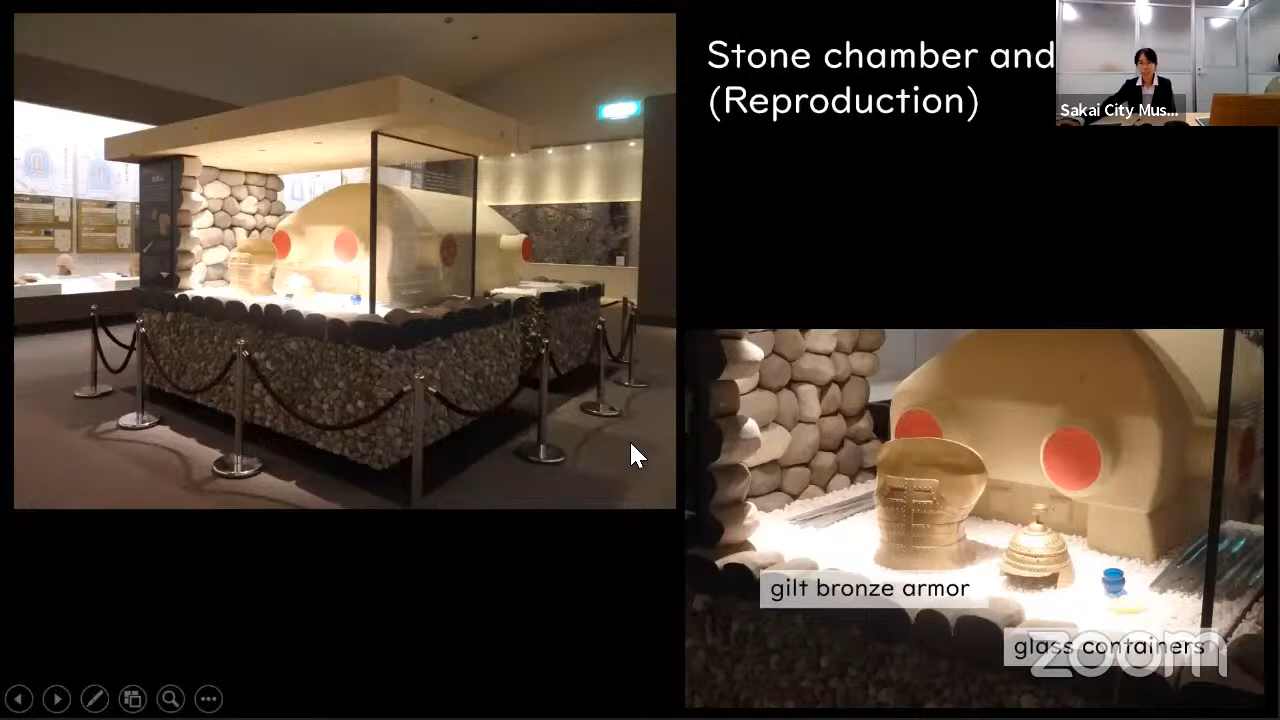 Stone chamber and
(Reproduction)
Sakai City Mus...
gilt bronze armor
glass containers
zoom